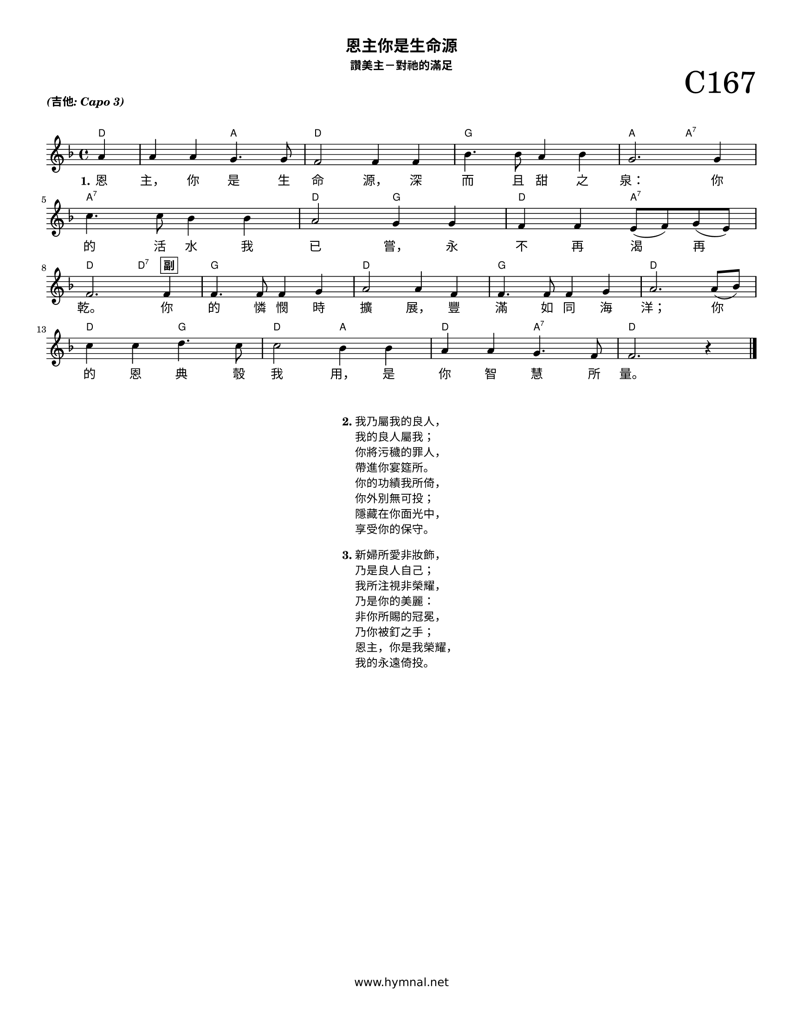 恩主你是生命源
讚美主－對祂的滿足
C167
(吉他: Capo 3)
D A D G A A7
1. 恩 主， 你 是 生 命 源， 深 而 且 甜 之 泉： 你
5 A7 D G D A7
的 活 水 我 已 嘗， 永 不 再 渴 再
8 D D7 副 G D G D
乾。 你 的 憐 憫 時 擴 展， 豐 滿 如 同 海 洋； 你
13 D G D A D A7 D
的 恩 典 彀 我 用， 是 你 智 慧 所 量。
2. 我乃屬我的良人，
我的良人屬我；
你將污穢的罪人，
帶進你宴筵所。
你的功績我所倚，
你外別無可投；
隱藏在你面光中，
享受你的保守。
3. 新婦所愛非妝飾，
乃是良人自己；
我所注視非榮耀，
乃是你的美麗：
非你所賜的冠冕，
乃你被釘之手；
恩主，你是我榮耀，
我的永遠倚投。
www.hymnal.net